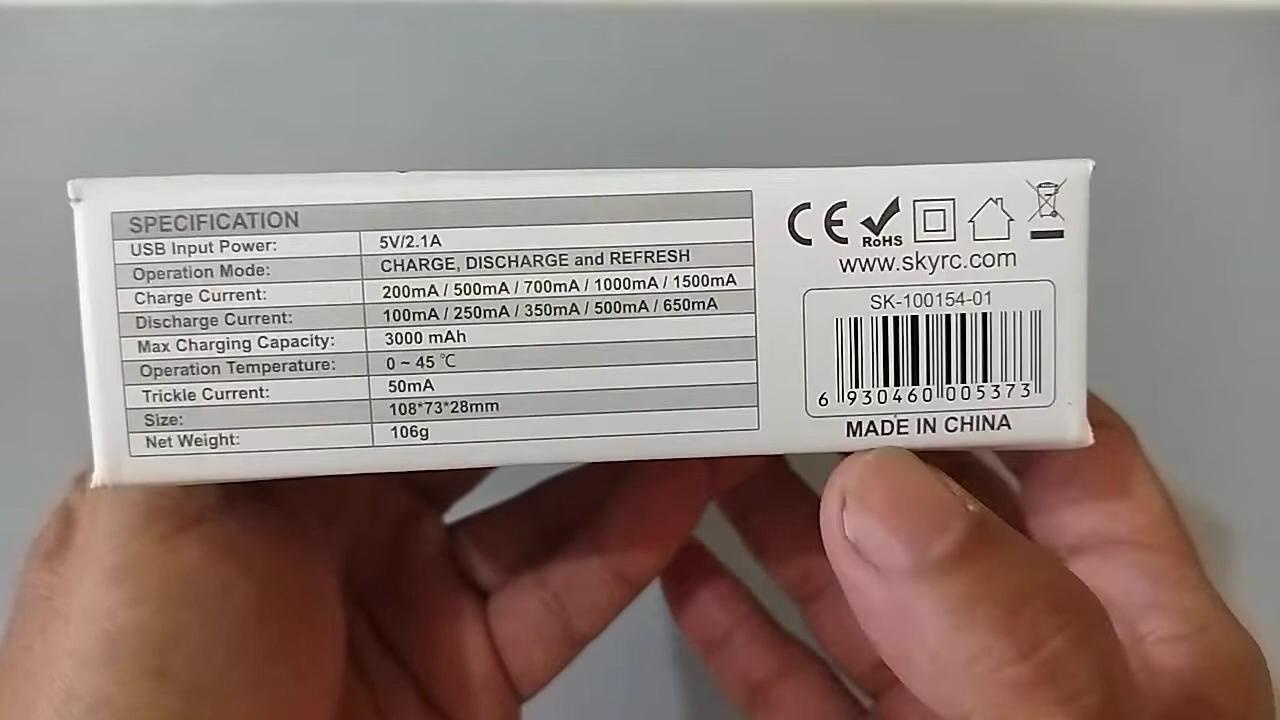 SPECIFICATION
USB Input Power: 5V/2.1A
Operation Mode: CHARGE, DISCHARGE and REFRESH
Charge Current: 200mA / 500mA / 700mA / 1000mA / 1500mA
Discharge Current: 100mA / 250mA / 350mA / 500mA / 650mA
Max Charging Capacity: 3000 mAh
Operation Temperature: 0 ~ 45 ℃
Trickle Current: 50mA
Size: 108*73*28mm
Net Weight: 106g
CE RoHS
www.skyrc.com
SK-100154-01
6 930460 005373
MADE IN CHINA